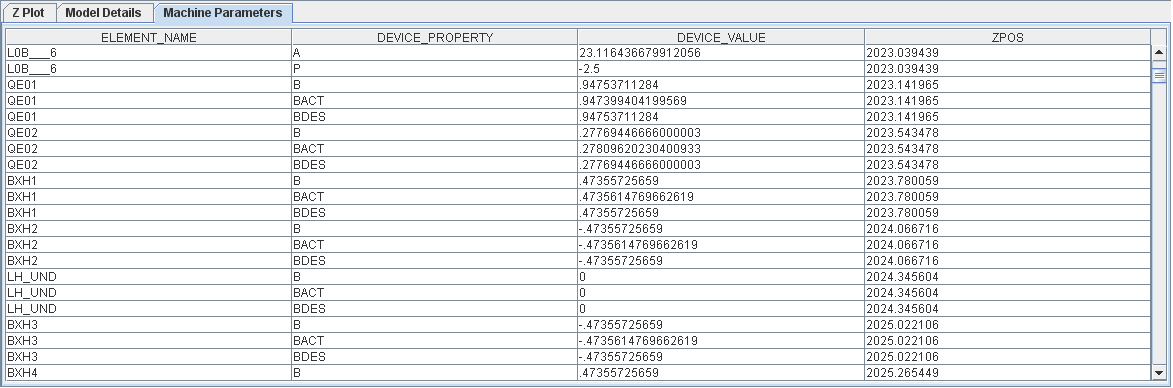 Z Plot Model Details Machine Parameters
ELEMENT_NAME DEVICE_PROPERTY DEVICE_VALUE ZPOS
L0B___6 A 23.116436679912056 2023.039439
L0B___6 P -2.5 2023.039439
QE01 B .94753711284 2023.141965
QE01 BACT .947399404199569 2023.141965
QE01 BDES .94753711284 2023.141965
QE02 B .27769446666000003 2023.543478
QE02 BACT .27809620230400933 2023.543478
QE02 BDES .27769446666000003 2023.543478
BXH1 B .47355725659 2023.780059
BXH1 BACT .4735614769662619 2023.780059
BXH1 BDES .47355725659 2023.780059
BXH2 B -.47355725659 2024.066716
BXH2 BACT -.4735614769662619 2024.066716
BXH2 BDES -.47355725659 2024.066716
LH_UND B 0 2024.345604
LH_UND BACT 0 2024.345604
LH_UND BDES 0 2024.345604
BXH3 B -.47355725659 2025.022106
BXH3 BACT -.4735614769662619 2025.022106
BXH3 BDES -.47355725659 2025.022106
BXH4 B .47355725659 2025.265449